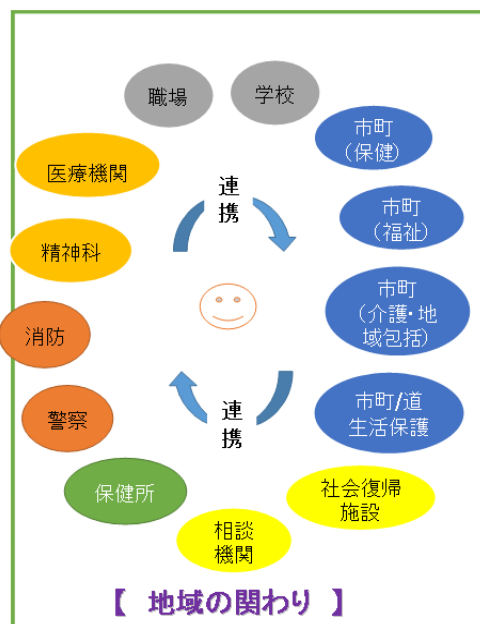 職場
学校
市町
（保健）
医療機関
連
携
市町
（福祉）
精神科
市町
（介護・地
域包括）
消防
市町/道
生活保護
警察
連
携
保健所
社会復帰
施設
相談
機関
【 地域の関わり 】